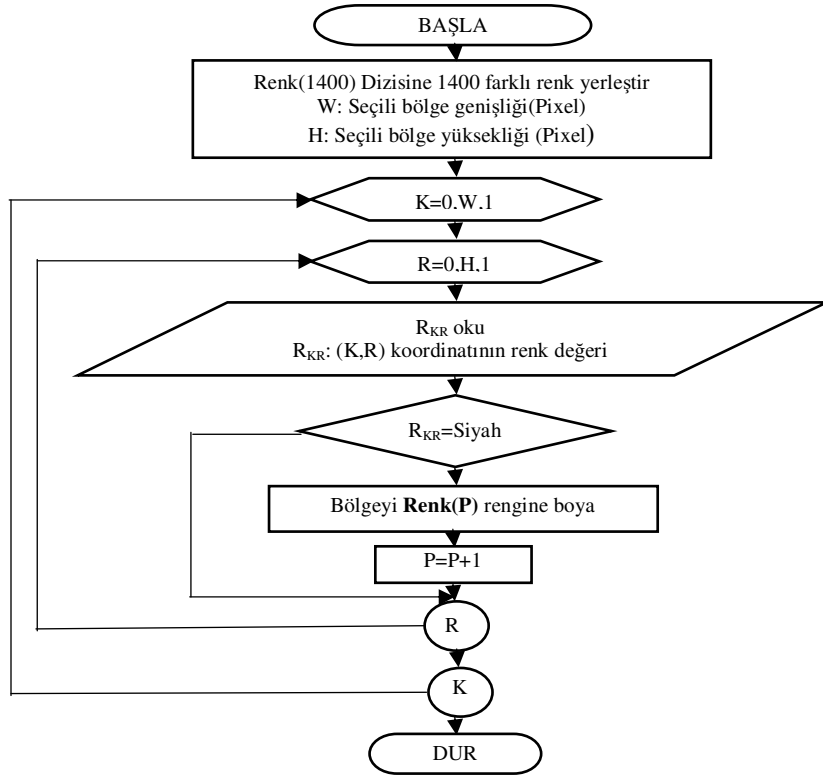 BAŞLA
Renk(1400) Dizisine 1400 farklı renk yerleştir
W: Seçili bölge genişliği(Pixel)
H: Seçili bölge yüksekliği (Pixel)
K=0,W,1
R=0,H,1
RKR oku
RKR: (K,R) koordinatının renk değeri
RKR=Siyah
Bölgeyi Renk(P) rengine boya
P=P+1
R
K
DUR